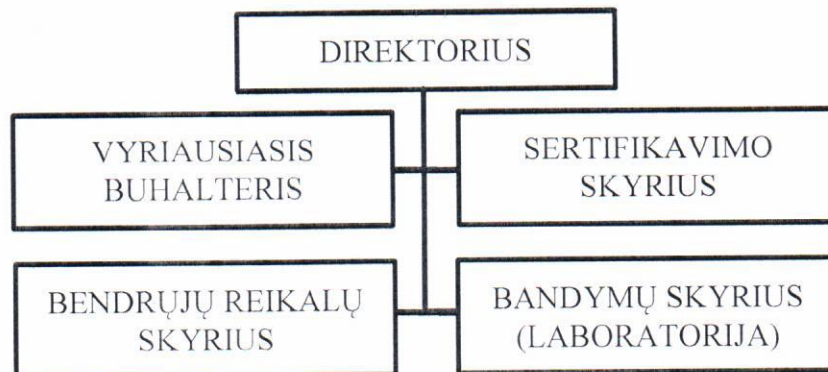 DIREKTORIUS
VYRIAUSIASIS
BUHALTERIS
SERTIFIKAVIMO
SKYRIUS
BENDRŲJŲ REIKALŲ
SKYRIUS
BANDYMŲ SKYRIUS
(LABORATORIJA)